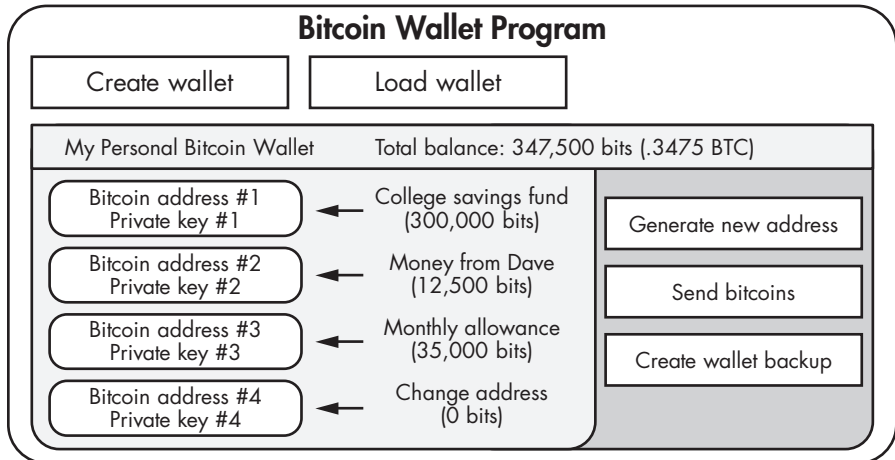 Bitcoin Wallet Program
Create wallet
Load wallet
My Personal Bitcoin Wallet
Total balance: 347,500 bits (.3475 BTC)
Bitcoin address #1
Private key #1
College savings fund
(300,000 bits)
Bitcoin address #2
Private key #2
Money from Dave
(12,500 bits)
Bitcoin address #3
Private key #3
Monthly allowance
(35,000 bits)
Bitcoin address #4
Private key #4
Change address
(0 bits)
Generate new address
Send bitcoins
Create wallet backup